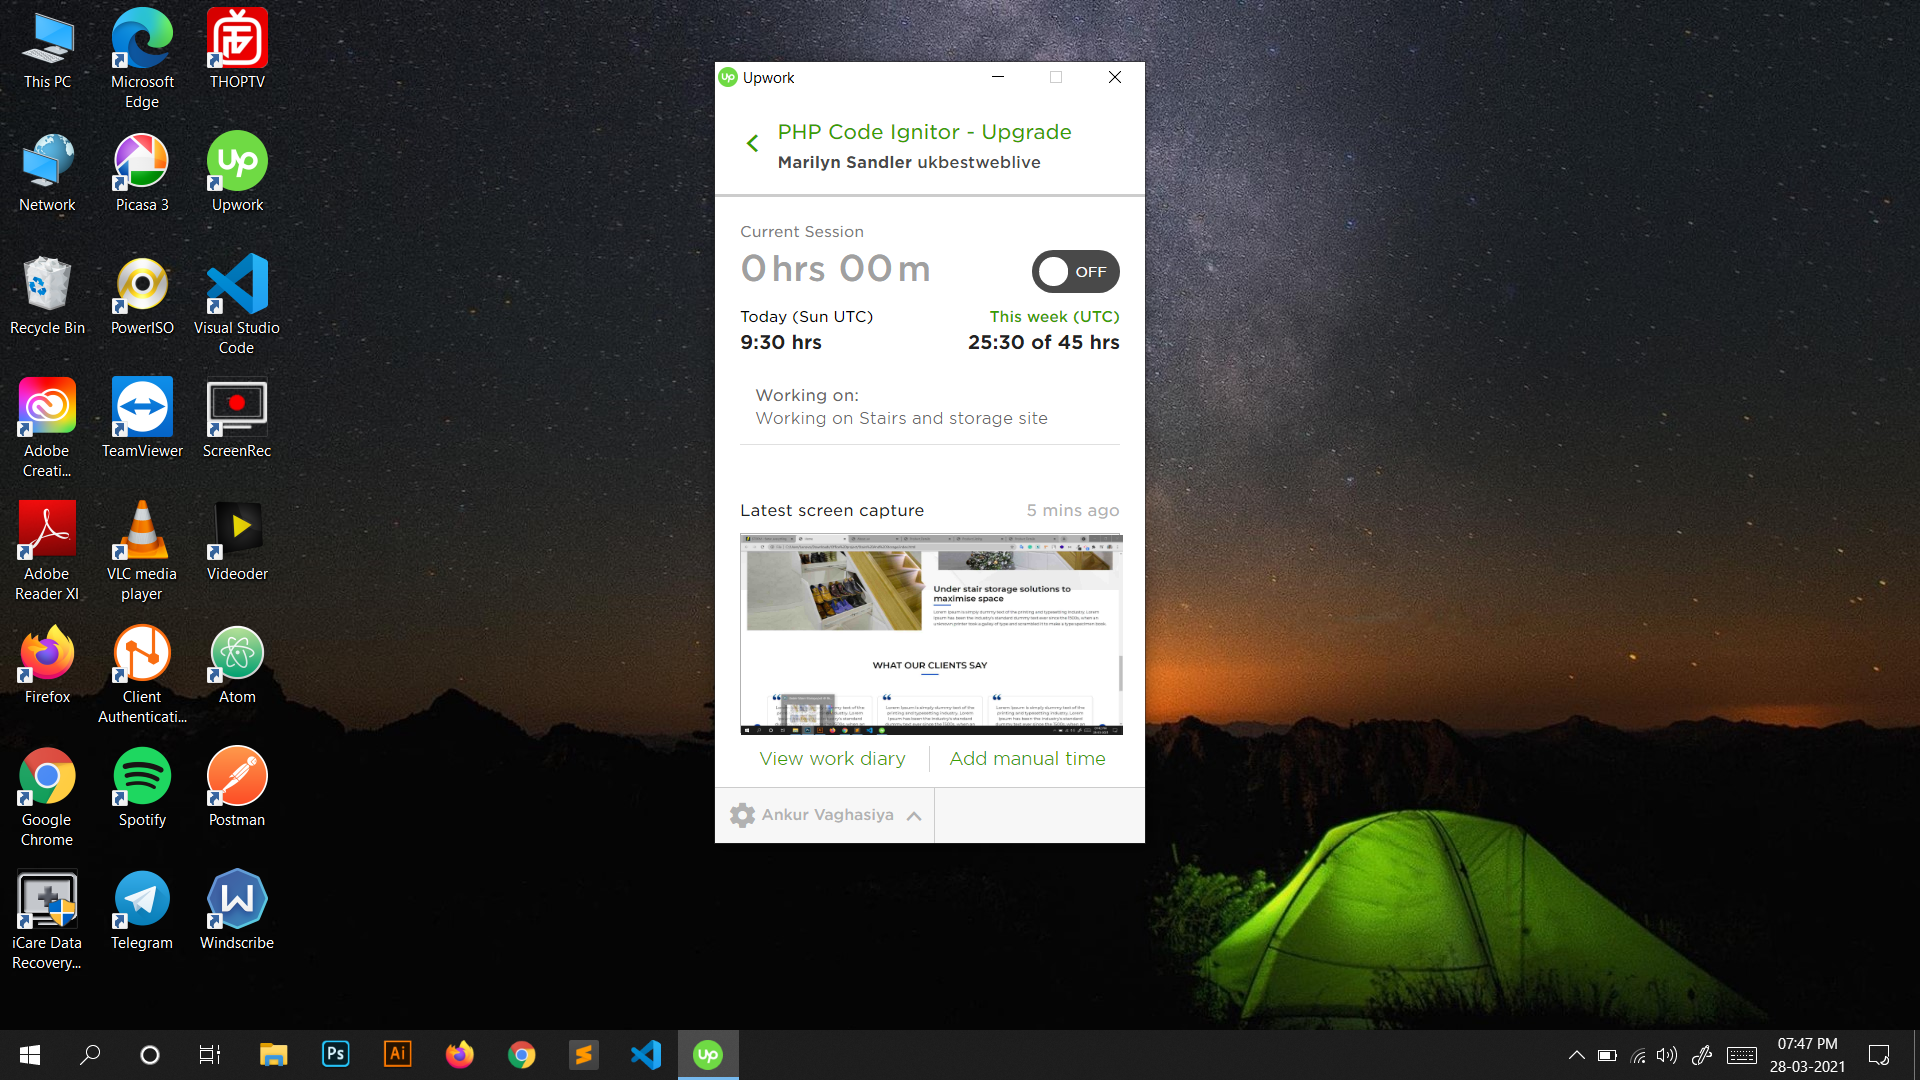 This PC
Microsoft
Edge
THOPTV
Network
Picasa 3
Upwork
Recycle Bin
PowerISO
Visual Studio
Code
Adobe
Creati...
TeamViewer
ScreenRec
Adobe
Reader XI
VLC media
player
Videoder
Firefox
Client
Authenticati...
Atom
Google
Chrome
Spotify
Postman
iCare Data
Recovery...
Telegram
Windscribe
Upwork
PHP Code Ignitor - Upgrade
Marilyn Sandler ukbestweblive
Current Session
0 hrs 00 m
OFF
Today (Sun UTC)
This week (UTC)
9:30 hrs
25:30 of 45 hrs
Working on:
Working on Stairs and storage site
Latest screen capture
5 mins ago
Under stair storage solutions to
maximise space
WHAT OUR CLIENTS SAY
View work diary
Add manual time
Ankur Vaghasiya
07:47 PM
28-03-2021